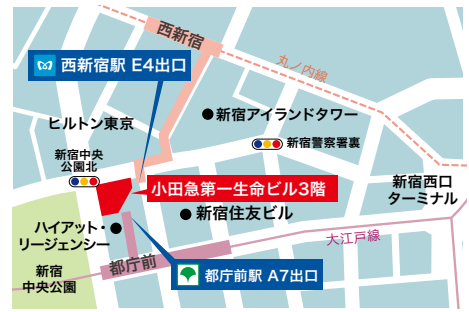 西新宿
西新宿駅 E4出口
丸ノ内線
ヒルトン東京
新宿アイランドタワー
新宿中央
公園北
新宿警察署裏
小田急第一生命ビル3階
新宿西口
ターミナル
新宿住友ビル
ハイアット・
リージェンシー
大江戸線
都庁前
都庁前駅 A7出口
新宿
中央公園